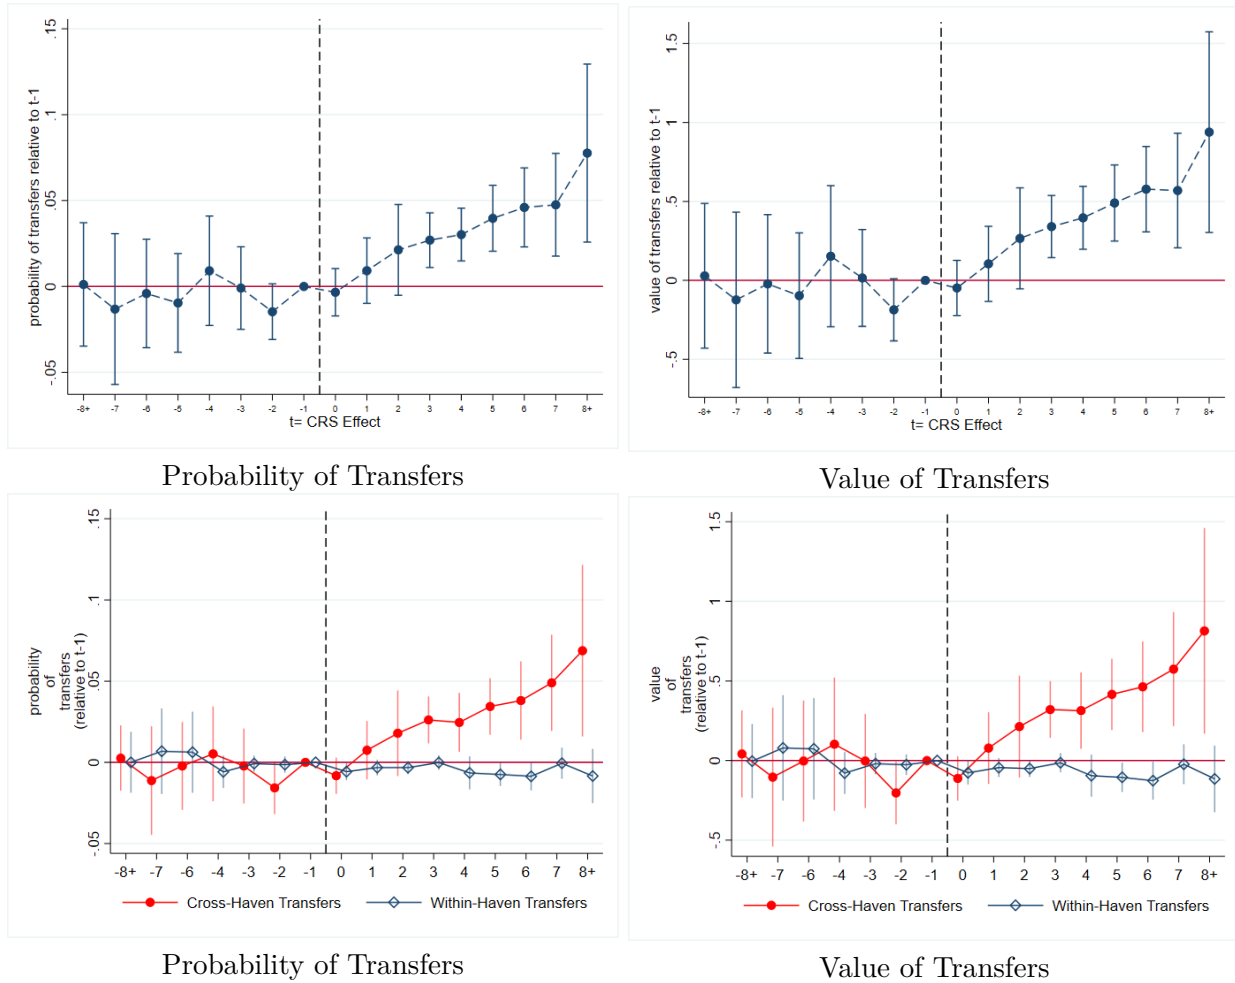 probability of transfers relative to t-1
.15
.1
.05
0
-.05
-8+ -7 -6 -5 -4 -3 -2 -1 0 1 2 3 4 5 6 7 8+
t= CRS Effect
Probability of Transfers
value of transfers relative to t-1
1.5
1
.5
0
-.5
-8+ -7 -6 -5 -4 -3 -2 -1 0 1 2 3 4 5 6 7 8+
t= CRS Effect
Value of Transfers
probability
of
transfers
(relative to t-1)
.15
.1
.05
0
-.05
-8+ -7 -6 -4 -3 -2 -1 0 1 2 3 4 5 6 7 8+
Cross-Haven Transfers Within-Haven Transfers
Probability of Transfers
value
of
transfers
(relative to t-1)
1.5
1
.5
0
-.5
-8+ -7 -6 -4 -3 -2 -1 0 1 2 3 4 5 6 7 8+
Cross-Haven Transfers Within-Haven Transfers
Value of Transfers